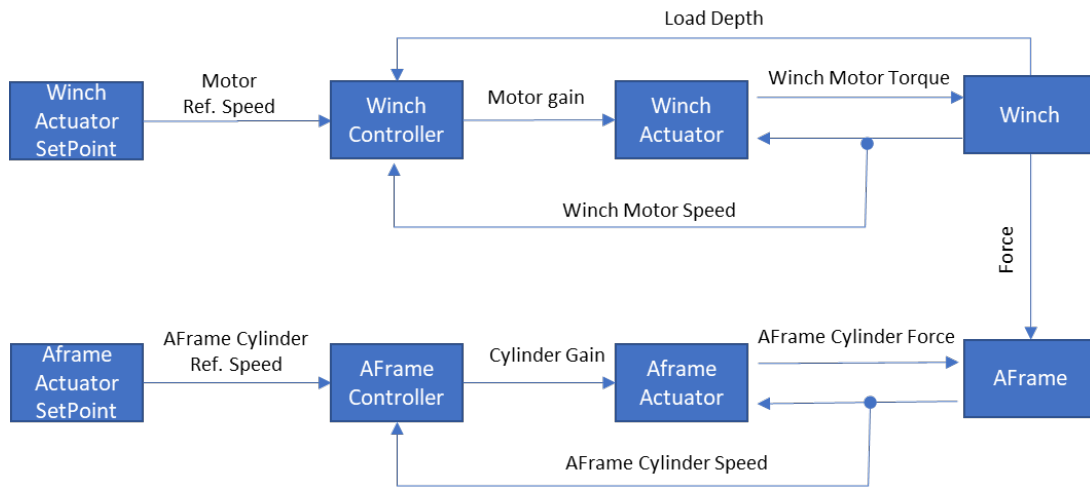 Load Depth
Motor
Ref. Speed
Winch Motor Torque
Winch
Actuator
SetPoint
Winch
Controller
Motor gain
Winch
Actuator
Winch
Winch Motor Speed
Force
AFrame Cylinder
Ref. Speed
AFrame Cylinder Force
Aframe
Actuator
SetPoint
AFrame
Controller
Cylinder Gain
Aframe
Actuator
AFrame
AFrame Cylinder Speed